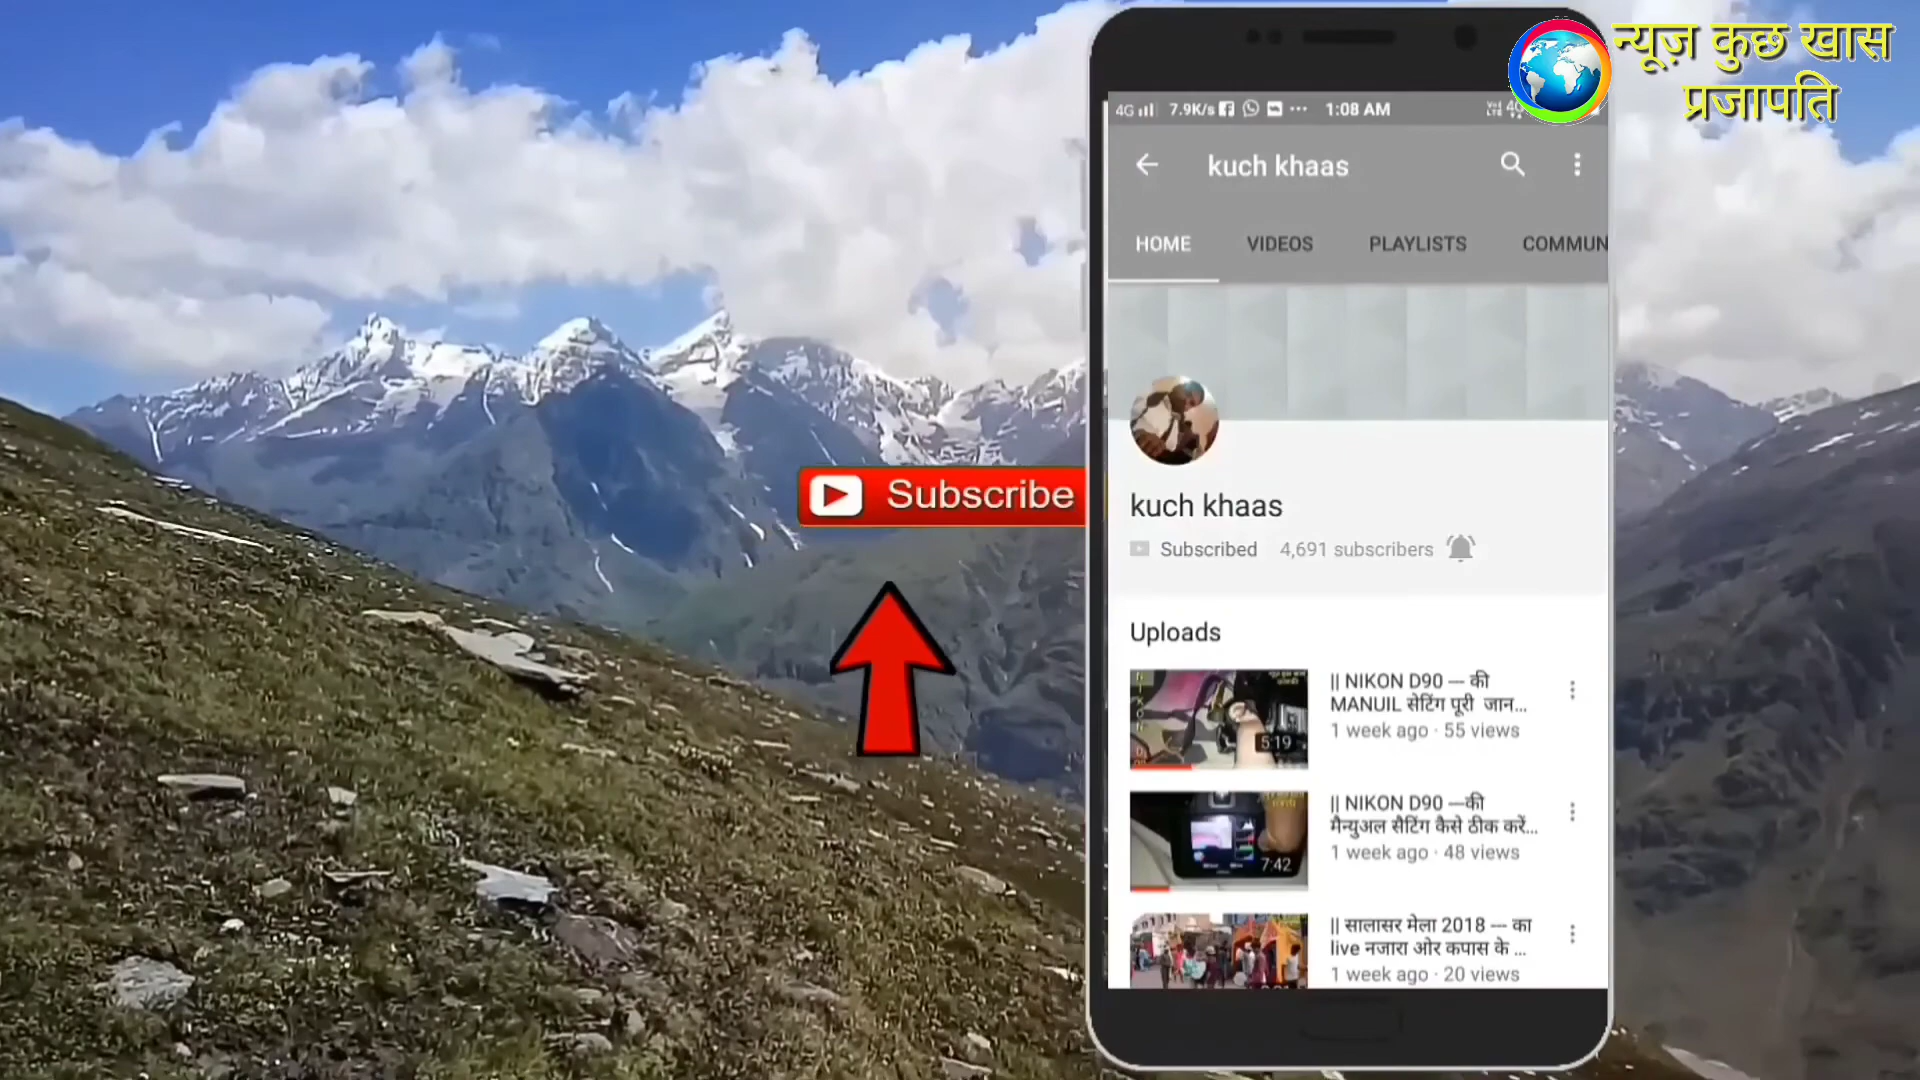 न्यूज़ कुछ खास
प्रजापति
4G 7.9K/s 1:08 AM
kuch khaas
HOME VIDEOS PLAYLISTS COMMUN
Subscribe
kuch khaas
Subscribed 4,691 subscribers
Uploads
|| NIKON D90 --- की
MANUIL सेटिंग पूरी जान...
1 week ago · 55 views
5:19
|| NIKON D90 ---की
मैन्युअल सैटिंग कैसे ठीक करें...
1 week ago · 48 views
7:42
|| सालासर मेला 2018 --- का
live नजारा ओर कपास के ...
1 week ago · 20 views